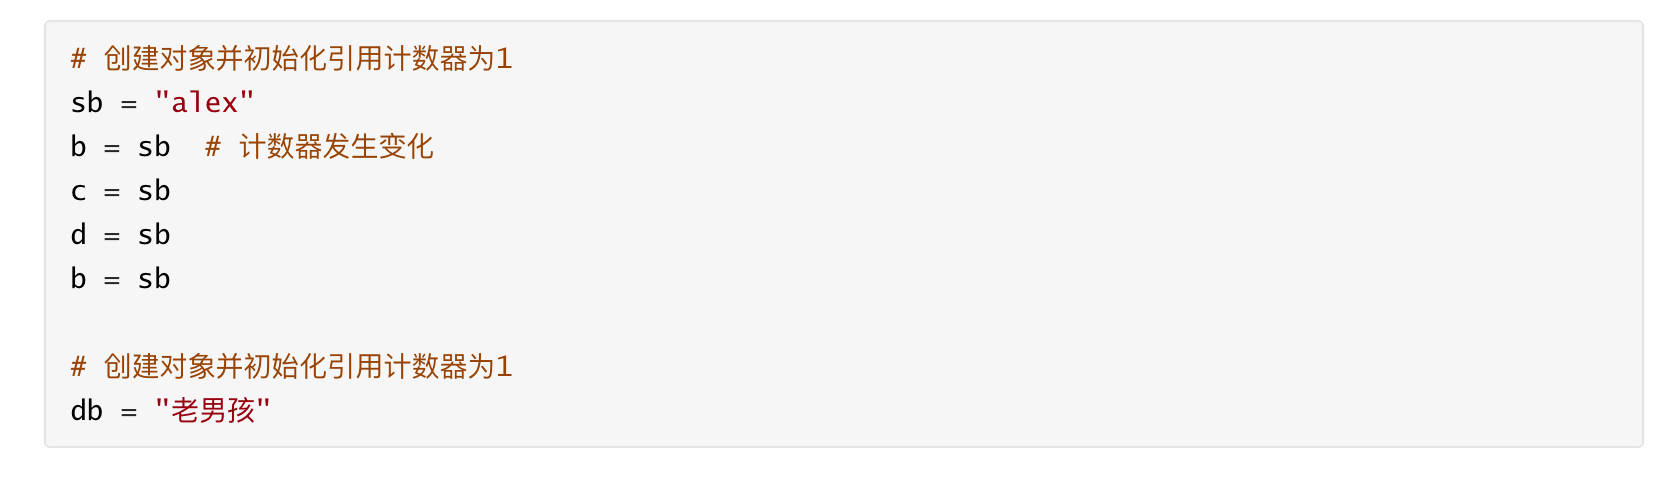 # 创建对象并初始化引用计数器为1
sb = "alex"
b = sb  # 计数器发生变化
c = sb
d = sb
b = sb
# 创建对象并初始化引用计数器为1
db = "老男孩"